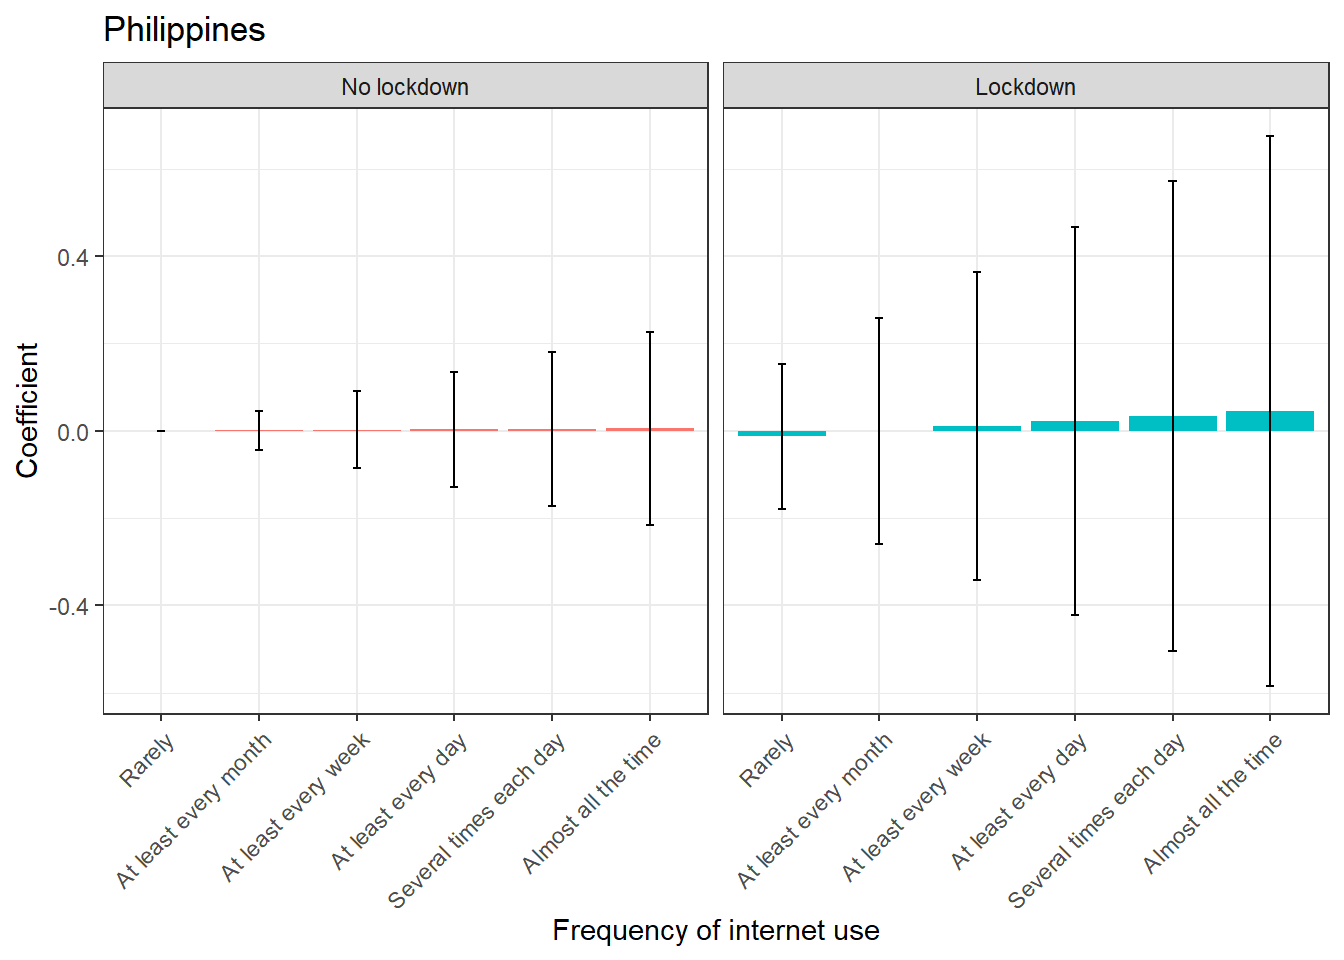 Philippines
No lockdown
Lockdown
Coefficient
0.4
0.0
-0.4
Rarely
At least every month
At least every week
At least every day
Several times each day
Almost all the time
Rarely
At least every month
At least every week
At least every day
Several times each day
Almost all the time
Frequency of internet use